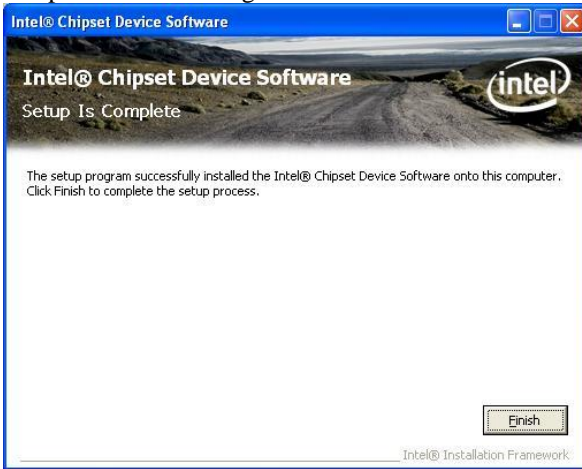 Intel® Chipset Device Software
Intel® Chipset Device Software
Setup Is Complete
intel
The setup program successfully installed the Intel® Chipset Device Software onto this computer.
Click Finish to complete the setup process.
Finish
Intel® Installation Framework